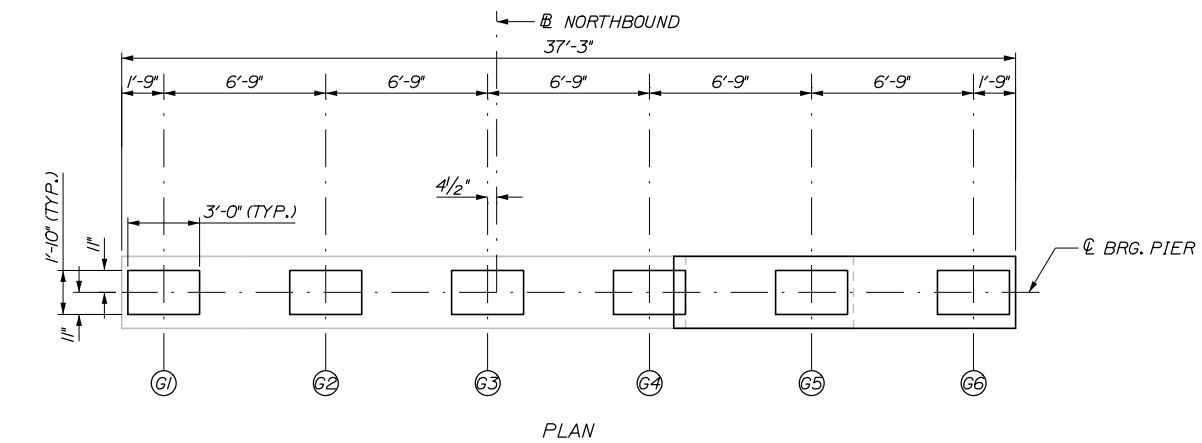 ℄ NORTHBOUND
37'-3"
1'-9" 6'-9" 6'-9" 6'-9" 6'-9" 6'-9" 1'-9"
4½"
1'-10" (TYP.)
11"
3'-0" (TYP.)
11"
℄ BRG. PIER
G1 G2 G3 G4 G5 G6
PLAN